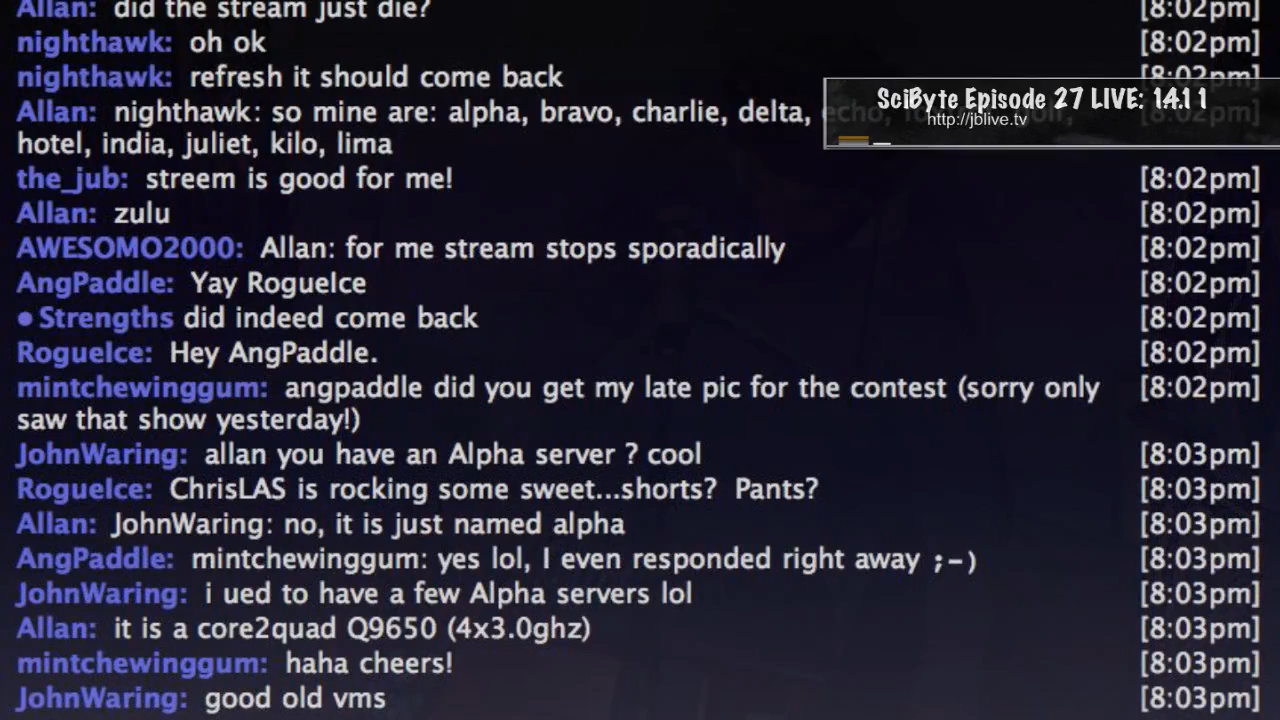 Allan: did the stream just die? [8:02pm]
nighthawk: oh ok [8:02pm]
nighthawk: refresh it should come back [8:02pm]
SciByte Episode 27 LIVE: 14.11
http://jblive.tv
Allan: nighthawk: so mine are: alpha, bravo, charlie, delta, echo,
hotel, india, juliet, kilo, lima
the_jub: streem is good for me! [8:02pm]
Allan: zulu [8:02pm]
AWESOMO2000: Allan: for me stream stops sporadically [8:02pm]
AngPaddle: Yay RogueIce [8:02pm]
•Strengths did indeed come back [8:02pm]
RogueIce: Hey AngPaddle. [8:02pm]
mintchewinggum: angpaddle did you get my late pic for the contest (sorry only [8:02pm]
saw that show yesterday!)
JohnWaring: allan you have an Alpha server ? cool [8:03pm]
RogueIce: ChrisLAS is rocking some sweet...shorts? Pants? [8:03pm]
Allan: JohnWaring: no, it is just named alpha [8:03pm]
AngPaddle: mintchewinggum: yes lol, I even responded right away ;-) [8:03pm]
JohnWaring: i ued to have a few Alpha servers lol [8:03pm]
Allan: it is a core2quad Q9650 (4x3.0ghz) [8:03pm]
mintchewinggum: haha cheers! [8:03pm]
JohnWaring: good old vms [8:03pm]